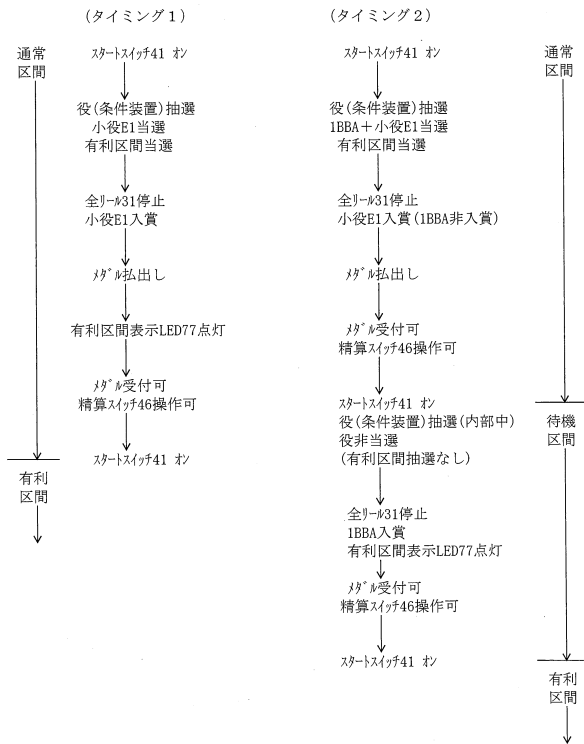 (タイミング1)
通常
区間
スタートスイッチ41 オン
役(条件装置)抽選
小役E1当選
有利区間当選
全リール31停止
小役E1入賞
メダル払出し
有利区間表示LED77点灯
メダル受付可
精算スイッチ46操作可
スタートスイッチ41 オン
有利
区間
(タイミング2)
スタートスイッチ41 オン
役(条件装置)抽選
1BBA+小役E1当選
有利区間当選
全リール31停止
小役E1入賞(1BBA非入賞)
メダル払出し
メダル受付可
精算スイッチ46操作可
スタートスイッチ41 オン
役(条件装置)抽選(内部中)
役非当選
(有利区間抽選なし)
全リール31停止
1BBA入賞
有利区間表示LED77点灯
メダル受付可
精算スイッチ46操作可
スタートスイッチ41 オン
通常
区間
待機
区間
有利
区間